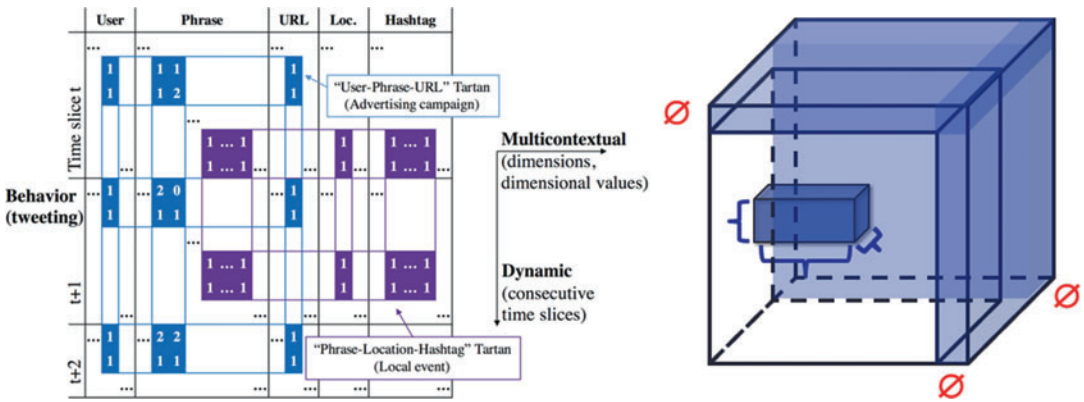 User Phrase URL Loc. Hashtag
... ... ... ... ...
Time slice t
1 1 1 1
1 1 2 1
"User-Phrase-URL" Tartan
(Advertising campaign)
...
1 ... 1 1 1 ... 1
... ... ... 1 ... 1 ... 1 ... 1 ... 1 ...
Multicontextual
(dimensions,
dimensional values)
Behavior
(tweeting)
... 1 ... 2 0 ... 1 ... ...
1 1 1 1
...
t+1
1 ... 1 1 1 ... 1
1 ... 1 1 1 ... 1
... ... ... ... ...
Dynamic
(consecutive
time slices)
"Phrase-Location-Hashtag" Tartan
(Local event)
t+2
... 1 ... 2 2 ... 1
1 1 1 1
... ... ... ... ...
∅
∅
∅